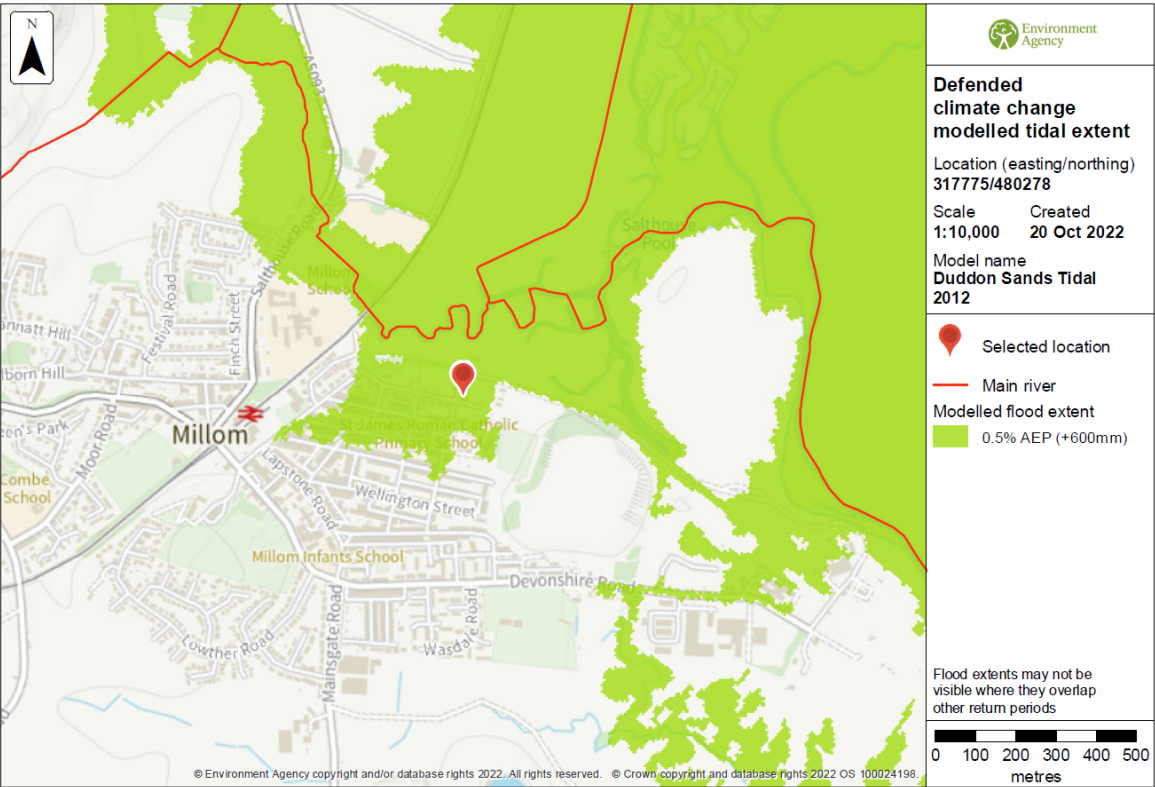 N
A5093
Salthouse Road
Salthouse
Pool
Millom
School
Festival Road
Finch Street
Moor Road
Millom
St James Roman Catholic
Primary School
Lapstone Road
Wellington Street
Combe
School
Millom Infants School
Devonshire Road
Lowther Road
Mainsgate Road
Wasdale Road
© Environment Agency copyright and/or database rights 2022. All rights reserved. © Crown copyright and database rights 2022 OS 100024198.
Environment
Agency
Defended
climate change
modelled tidal extent
Location (easting/northing)
317775/480278
Scale Created
1:10,000 20 Oct 2022
Model name
Duddon Sands Tidal
2012
Selected location
Main river
Modelled flood extent
0.5% AEP (+600mm)
Flood extents may not be
visible where they overlap
other return periods
0 100 200 300 400 500
metres